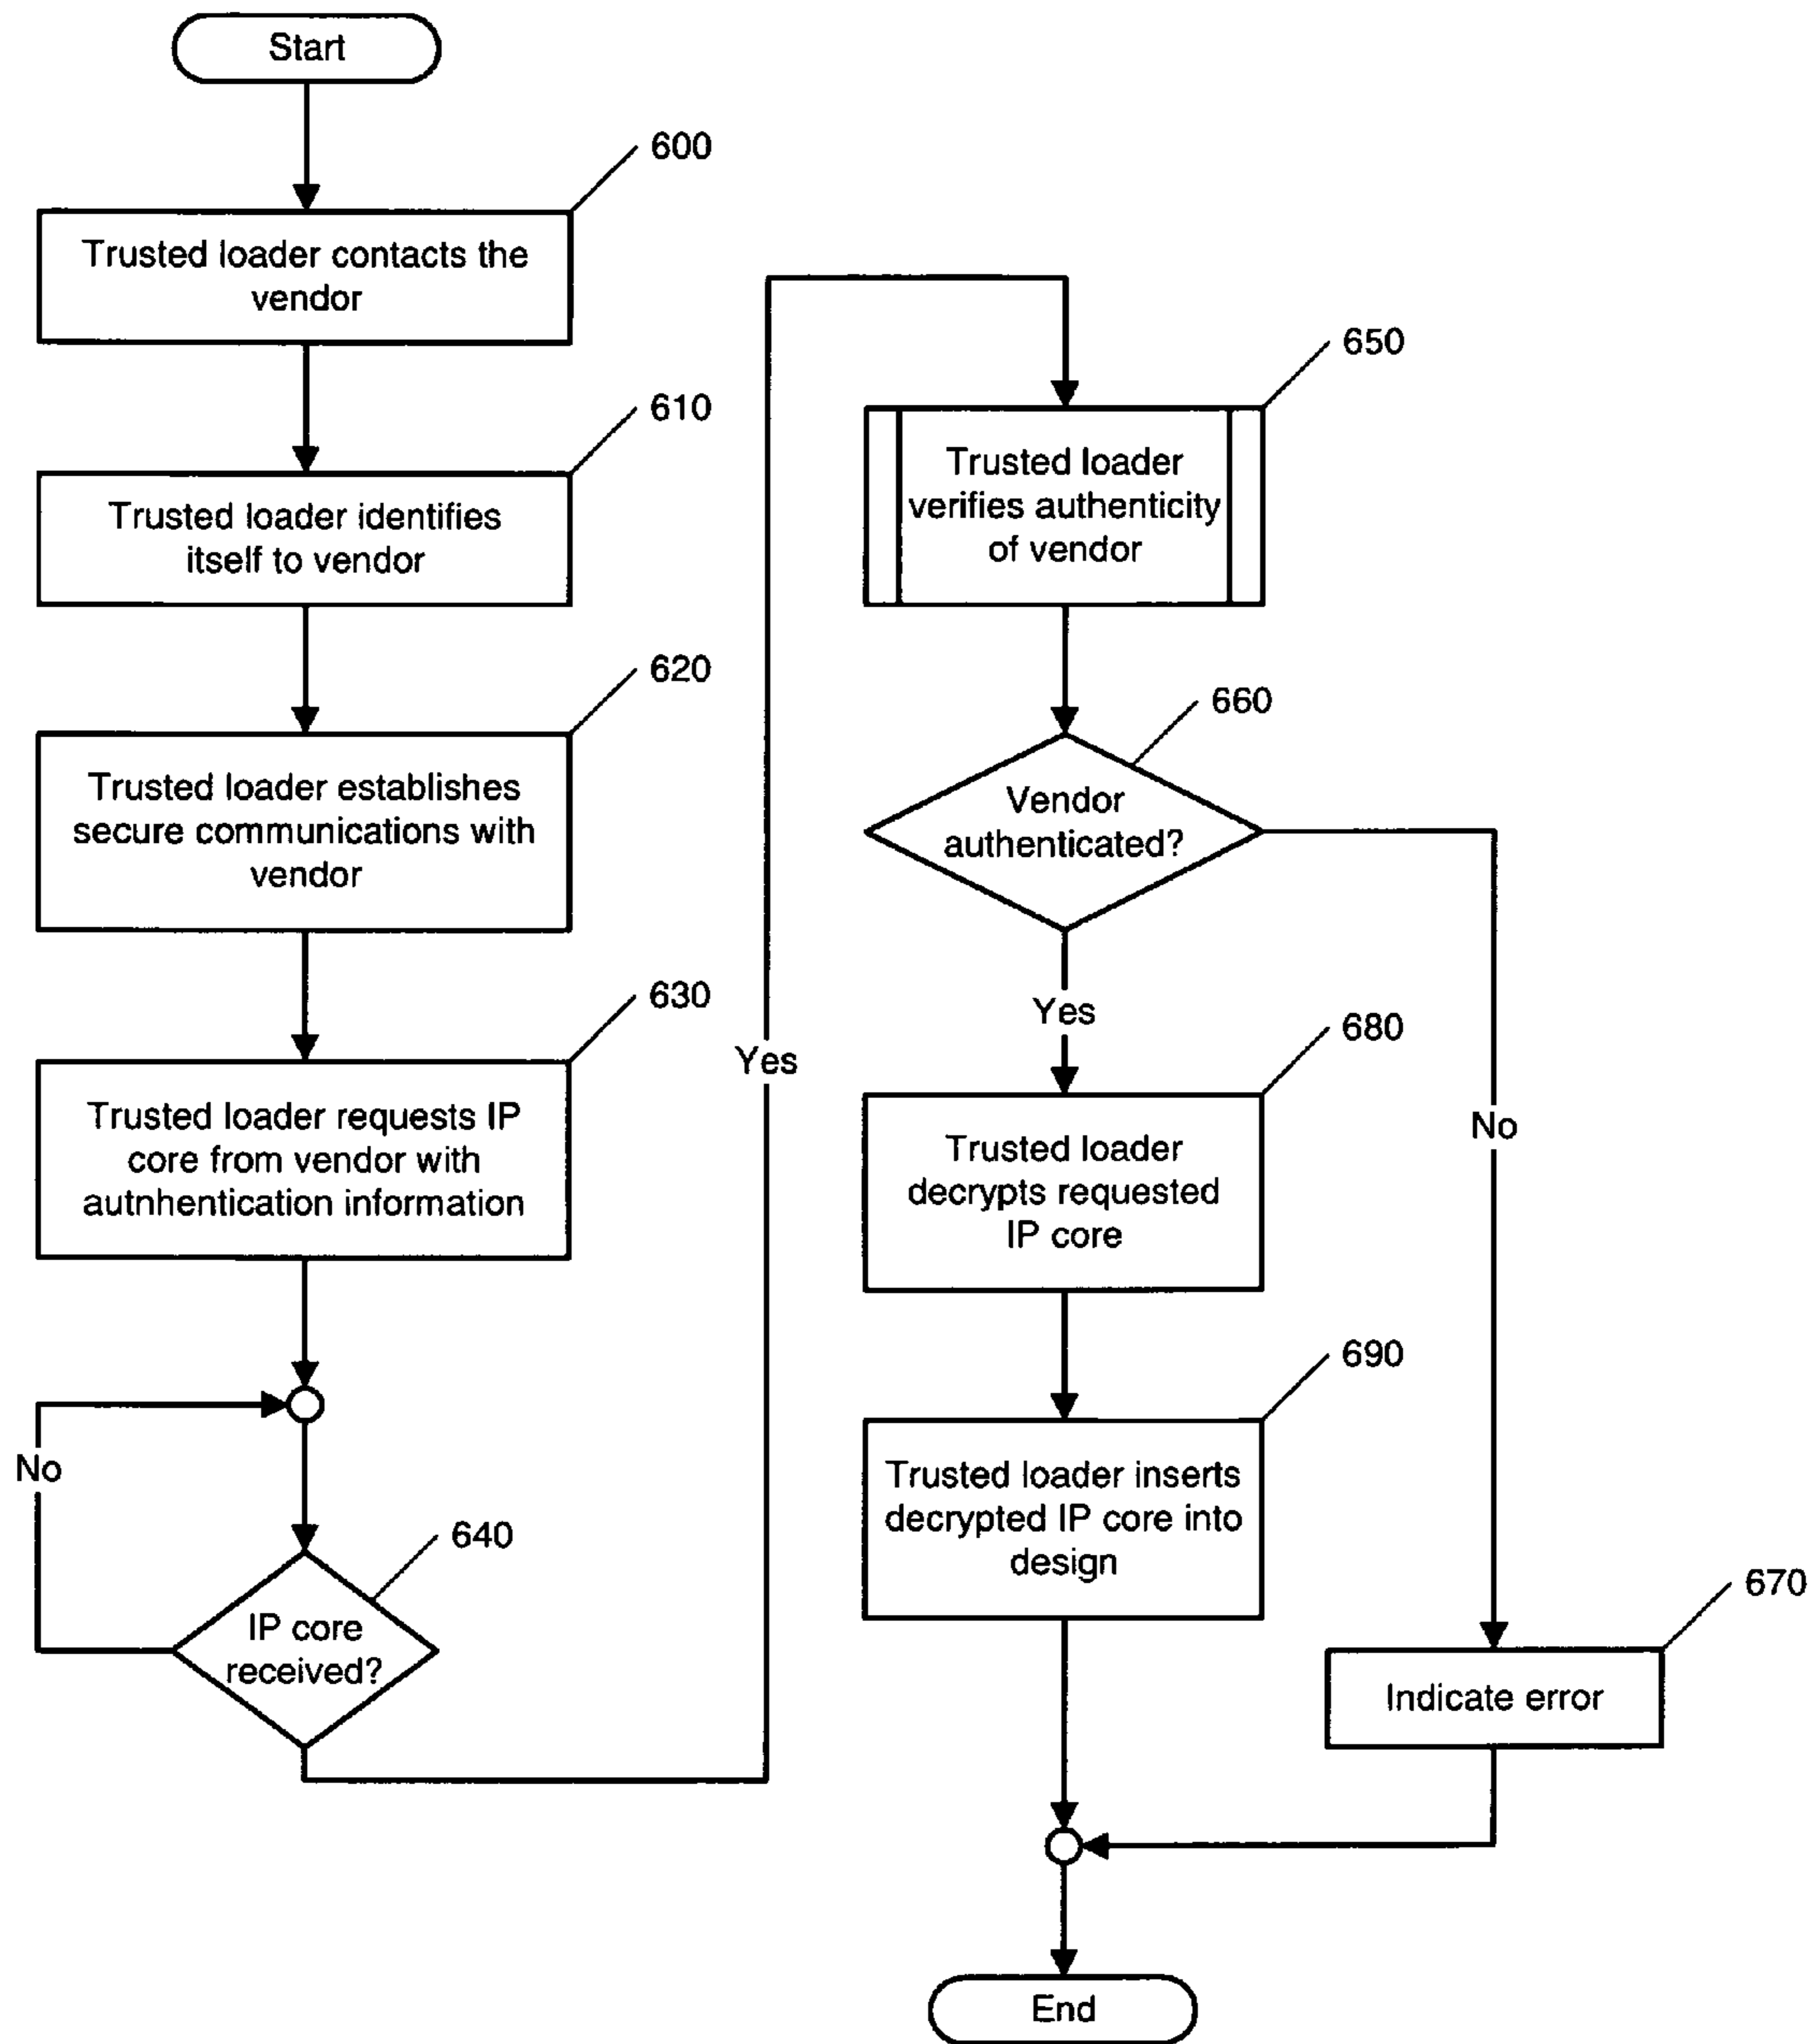 Start
600
Trusted loader contacts the
vendor
610
Trusted loader identifies
itself to vendor
620
Trusted loader establishes
secure communications with
vendor
630
Trusted loader requests IP
core from vendor with
autnhentication information
No
640
IP core
received?
Yes
650
Trusted loader
verifies authenticity
of vendor
660
Vendor
authenticated?
Yes
No
680
Trusted loader
decrypts requested
IP core
690
Trusted loader inserts
decrypted IP core into
design
670
Indicate error
End